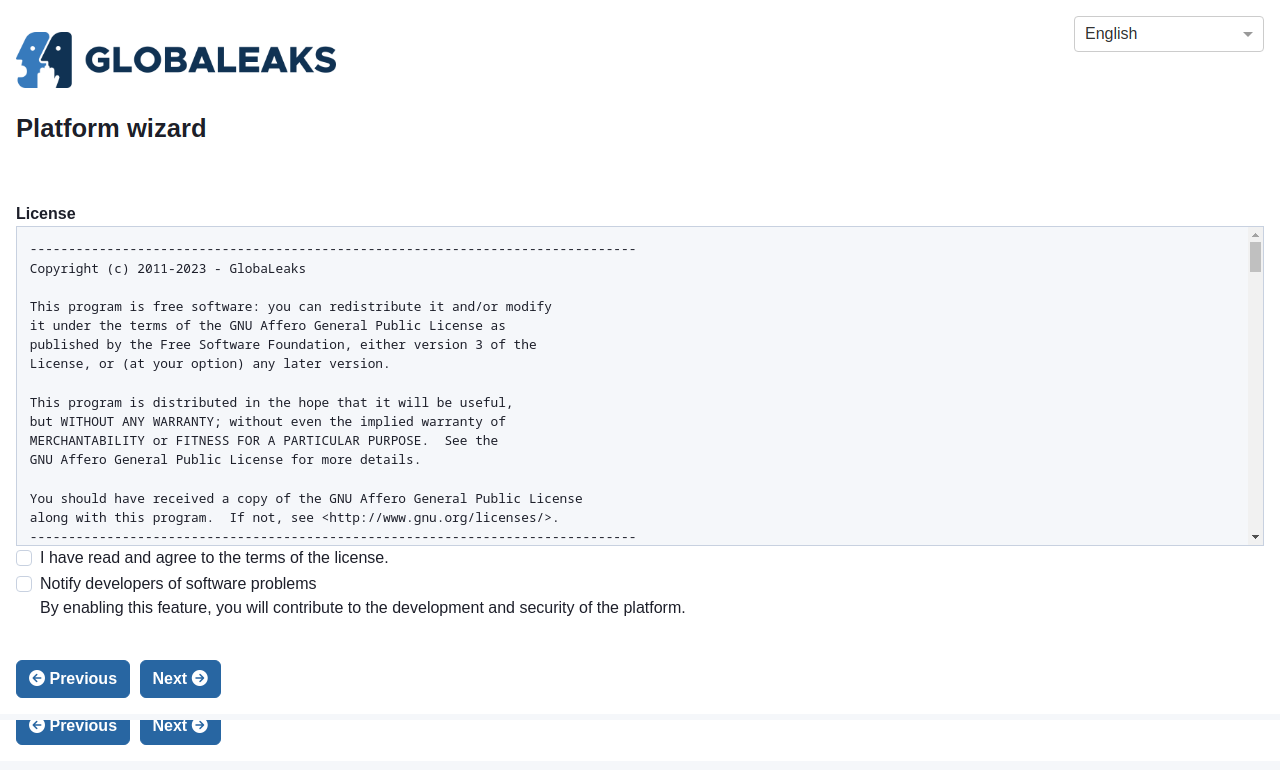 GLOBALEAKS
English
Platform wizard
License
-------------------------------------------------------------------------------
Copyright (c) 2011-2023 - GlobaLeaks
This program is free software: you can redistribute it and/or modify
it under the terms of the GNU Affero General Public License as
published by the Free Software Foundation, either version 3 of the
License, or (at your option) any later version.
This program is distributed in the hope that it will be useful,
but WITHOUT ANY WARRANTY; without even the implied warranty of
MERCHANTABILITY or FITNESS FOR A PARTICULAR PURPOSE.  See the
GNU Affero General Public License for more details.
You should have received a copy of the GNU Affero General Public License
along with this program.  If not, see <http://www.gnu.org/licenses/>.
-------------------------------------------------------------------------------
I have read and agree to the terms of the license.
Notify developers of software problems
By enabling this feature, you will contribute to the development and security of the platform.
Previous Next
Previous Next